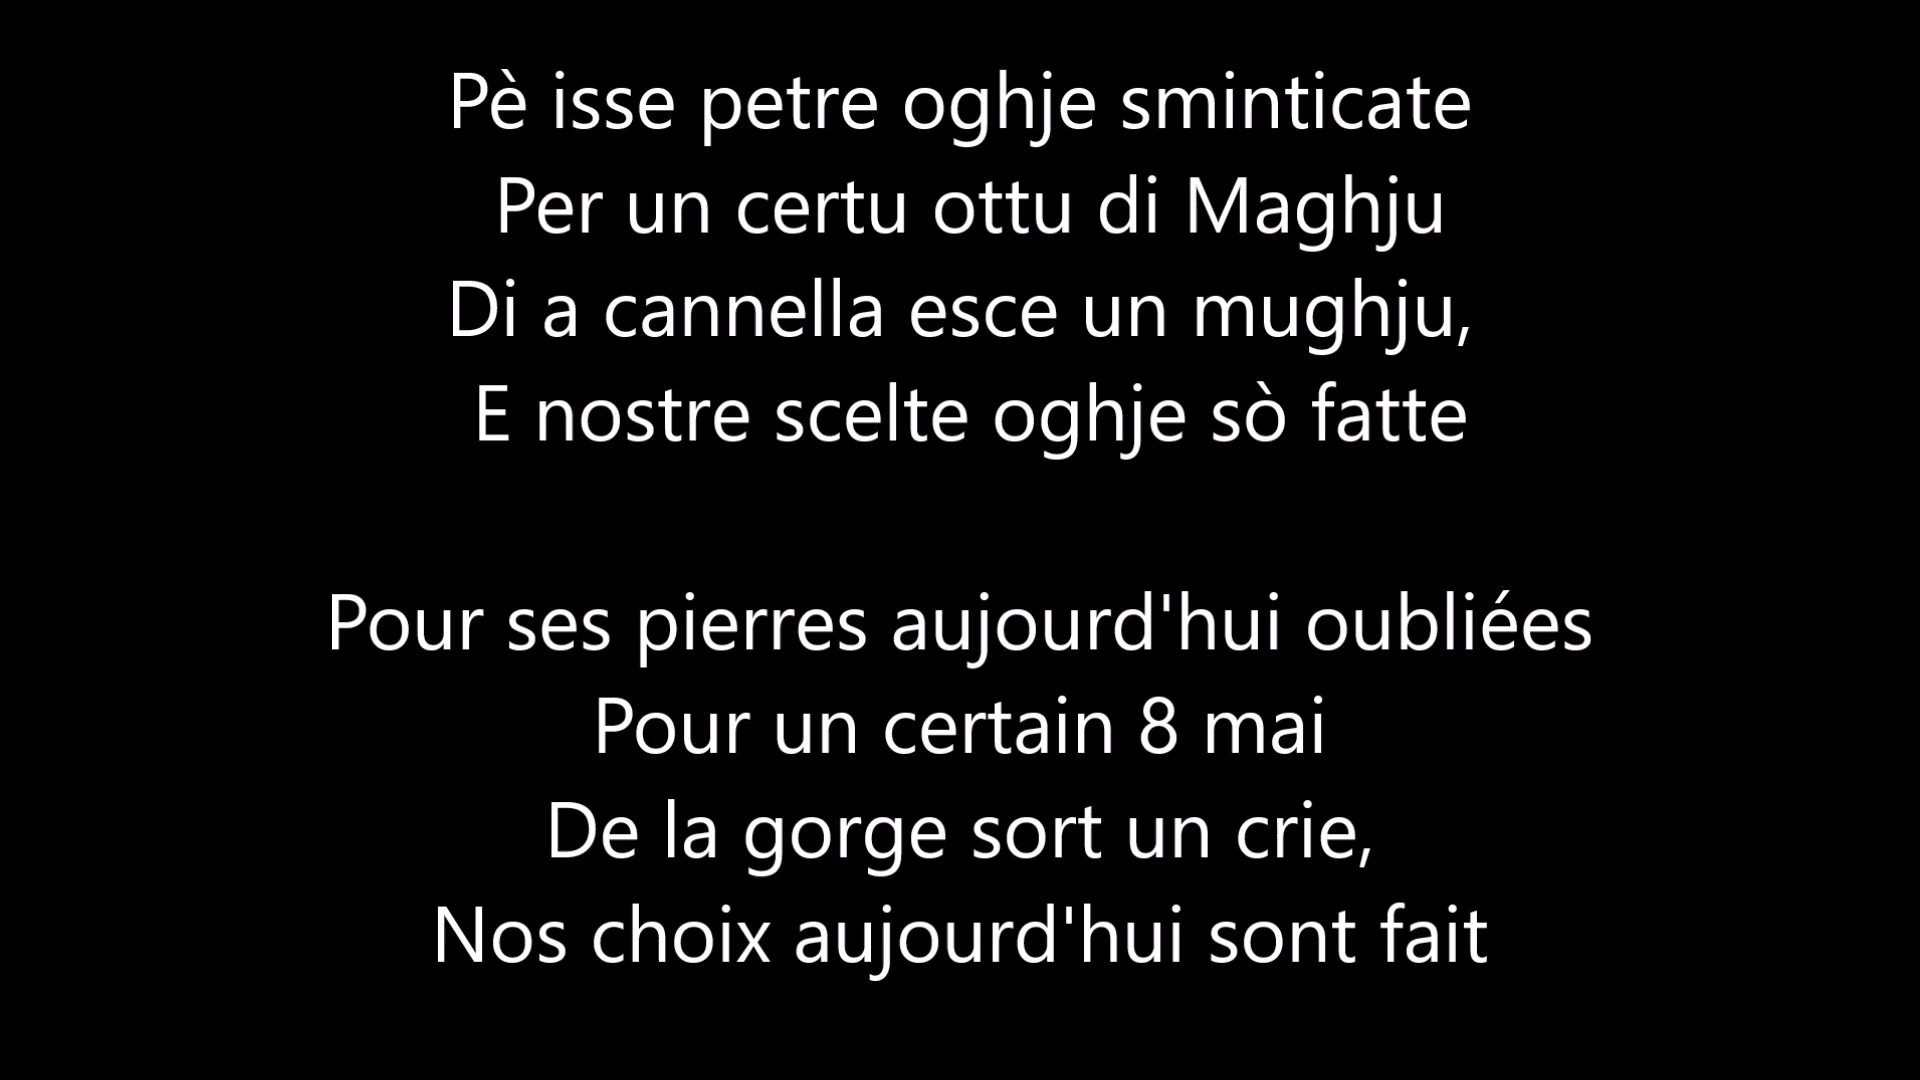 Pè isse petre oghje sminticate
Per un certu ottu di Maghju
Di a cannella esce un mughju,
E nostre scelte oghje sò fatte
Pour ses pierres aujourd'hui oubliées
Pour un certain 8 mai
De la gorge sort un crie,
Nos choix aujourd'hui sont fait